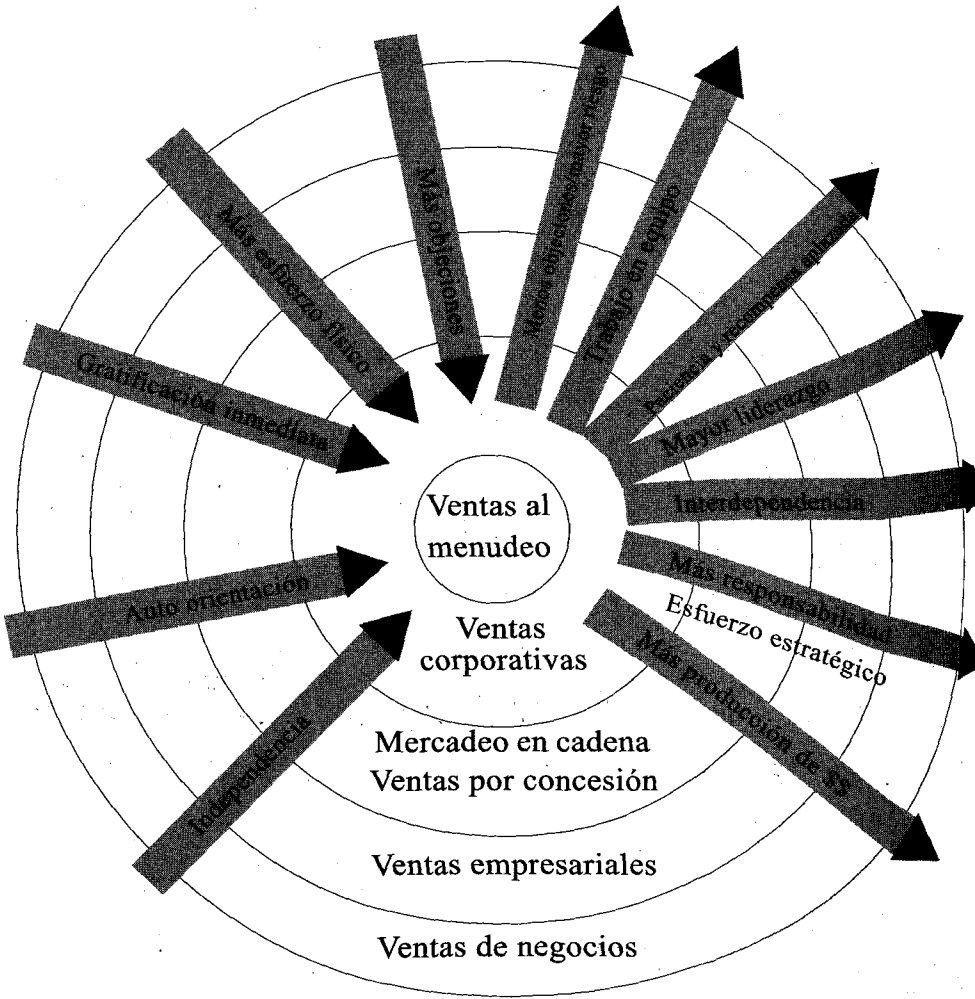 Más objeciones
Menos objeciones/mayor riesgo
Trabajo en equipo
Paciencia y recompensa aplazada
Más esfuerzo físico
Mayor liderazgo
Gratificación inmediata
Interdependencia
Ventas al
menudeo
Auto orientación
Más responsabilidad
Esfuerzo estratégico
Ventas
corporativas
Más producción de $$
Independencia
Mercadeo en cadena
Ventas por concesión
Ventas empresariales
Ventas de negocios